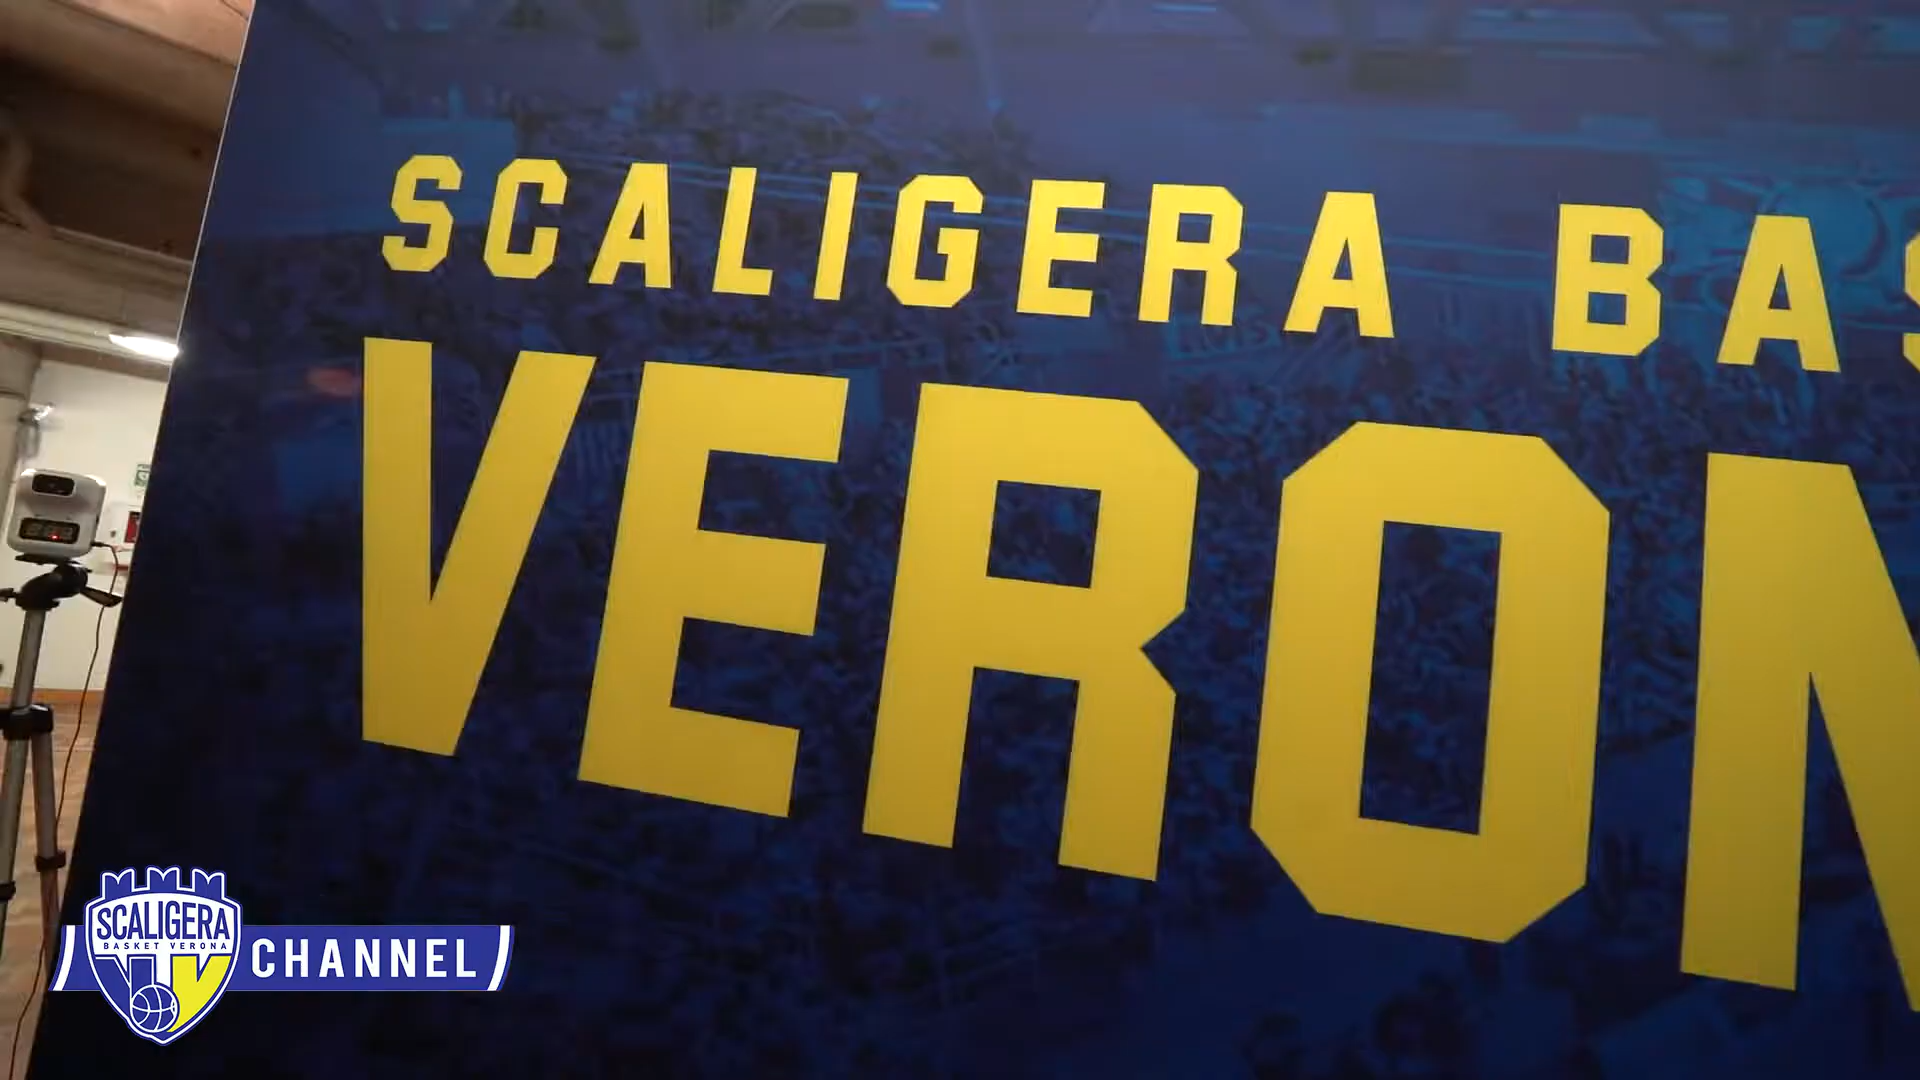 SCALIGERA BAS
VERON
SCALIGERA
BASKET VERONA
CHANNEL